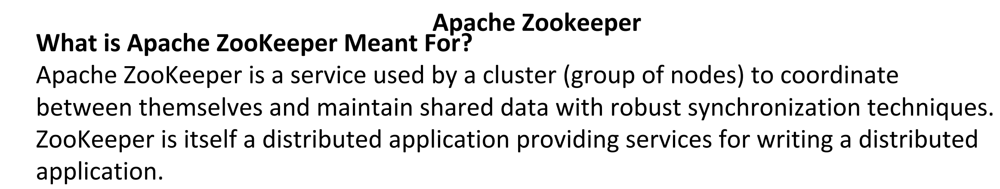 Apache Zookeeper
What is Apache ZooKeeper Meant For?
Apache ZooKeeper is a service used by a cluster (group of nodes) to coordinate
between themselves and maintain shared data with robust synchronization techniques.
ZooKeeper is itself a distributed application providing services for writing a distributed
application.